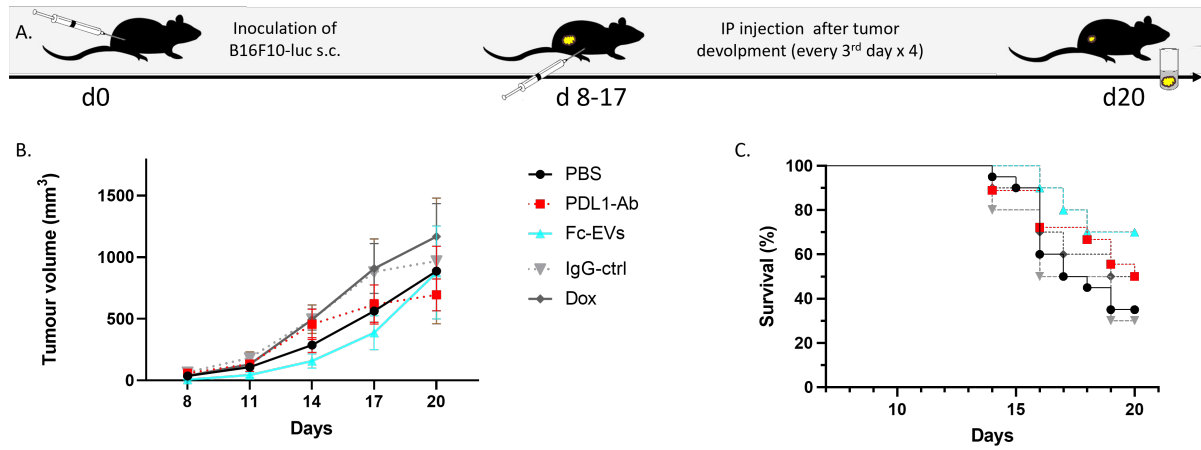 A.
Inoculation of
B16F10-luc s.c.
IP injection after tumor
devolpment (every 3rd day x 4)
d0
d 8-17
d20
B.
Tumour volume (mm³)
1500
1000
500
0
8
11
14
17
20
Days
PBS
PDL1-Ab
Fc-EVs
IgG-ctrl
Dox
C.
Survival (%)
100
80
60
40
20
0
10
15
20
Days